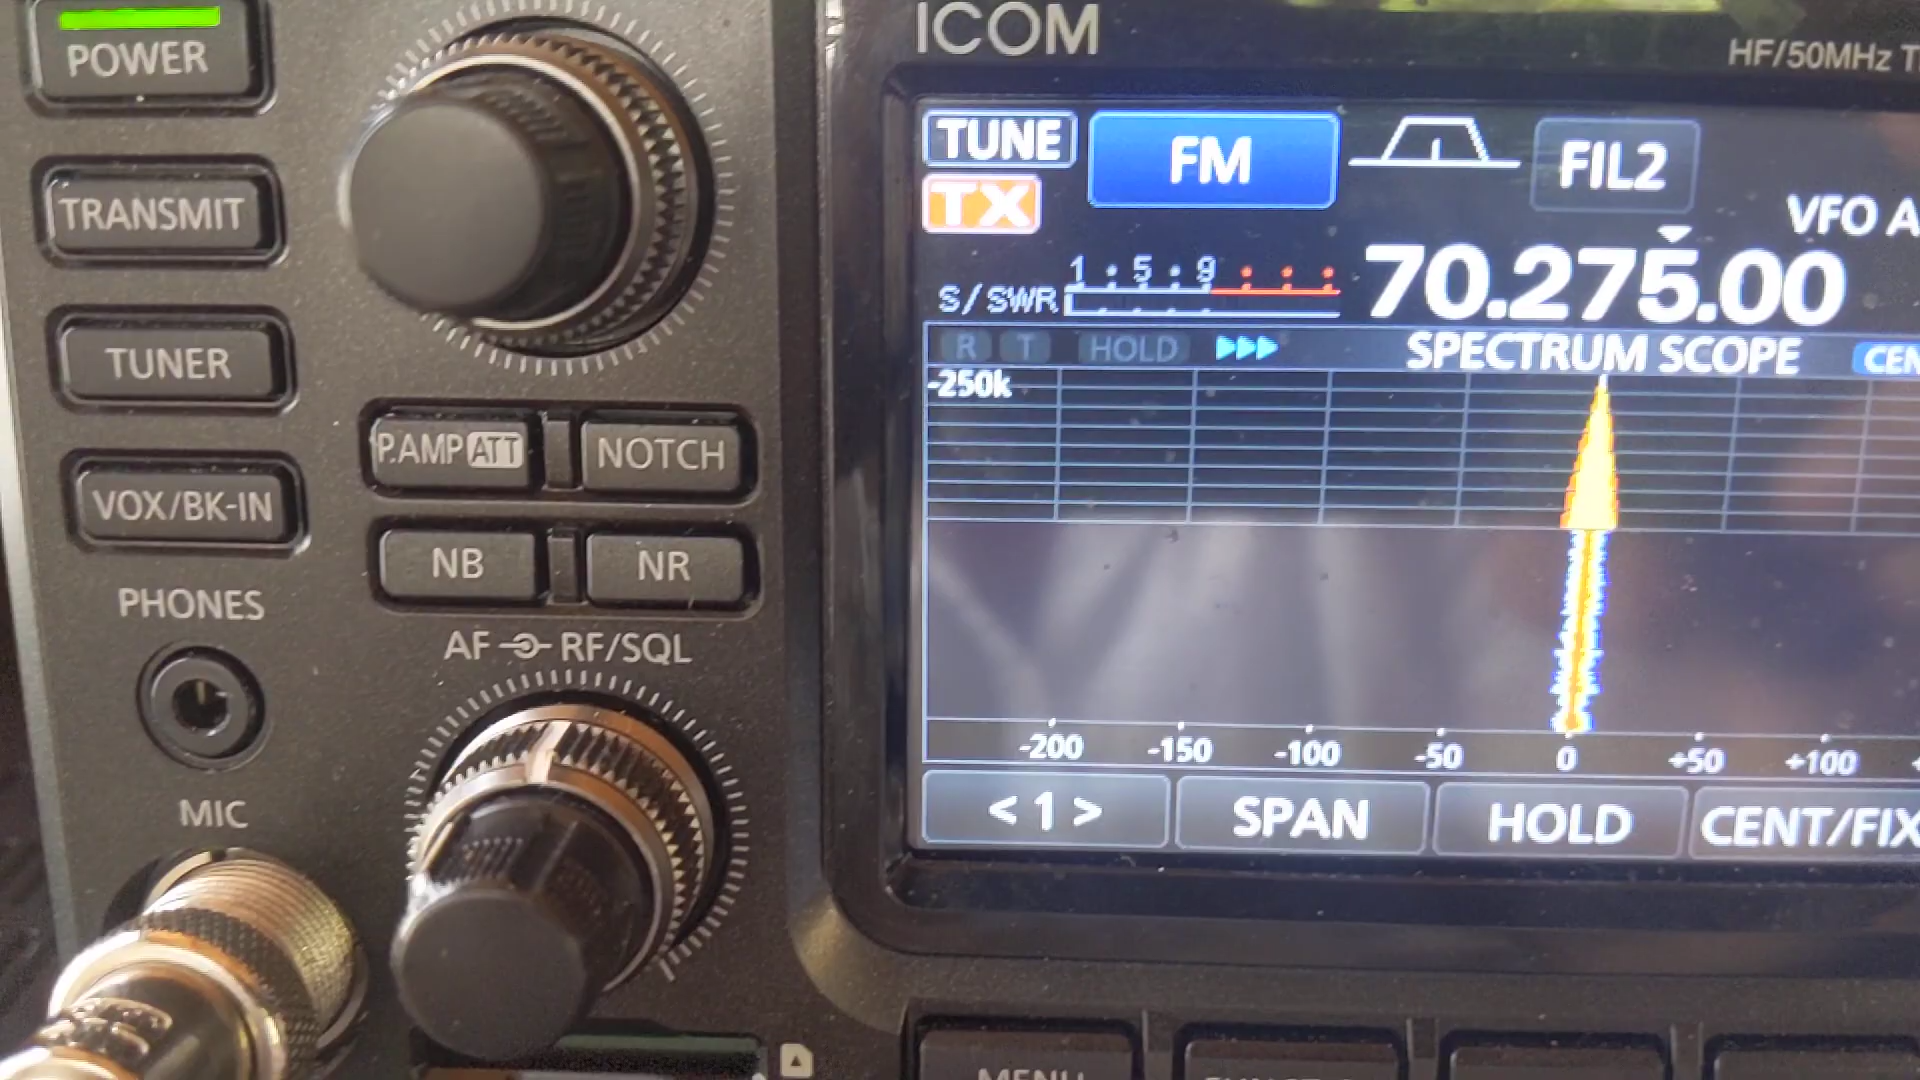 POWER
TRANSMIT
TUNER
VOX/BK-IN
PHONES
MIC
P.AMP ATT
NOTCH
NB
NR
AF RF/SQL
ICOM
HF/50MHz
TUNE
FM
FIL2
TX
VFO A
1 5 9
S/SWR
70.275.00
R T HOLD
SPECTRUM SCOPE
CEN
-250k
-200 -150 -100 -50 0 +50 +100
< 1 >
SPAN
HOLD
CENT/FIX
MENU